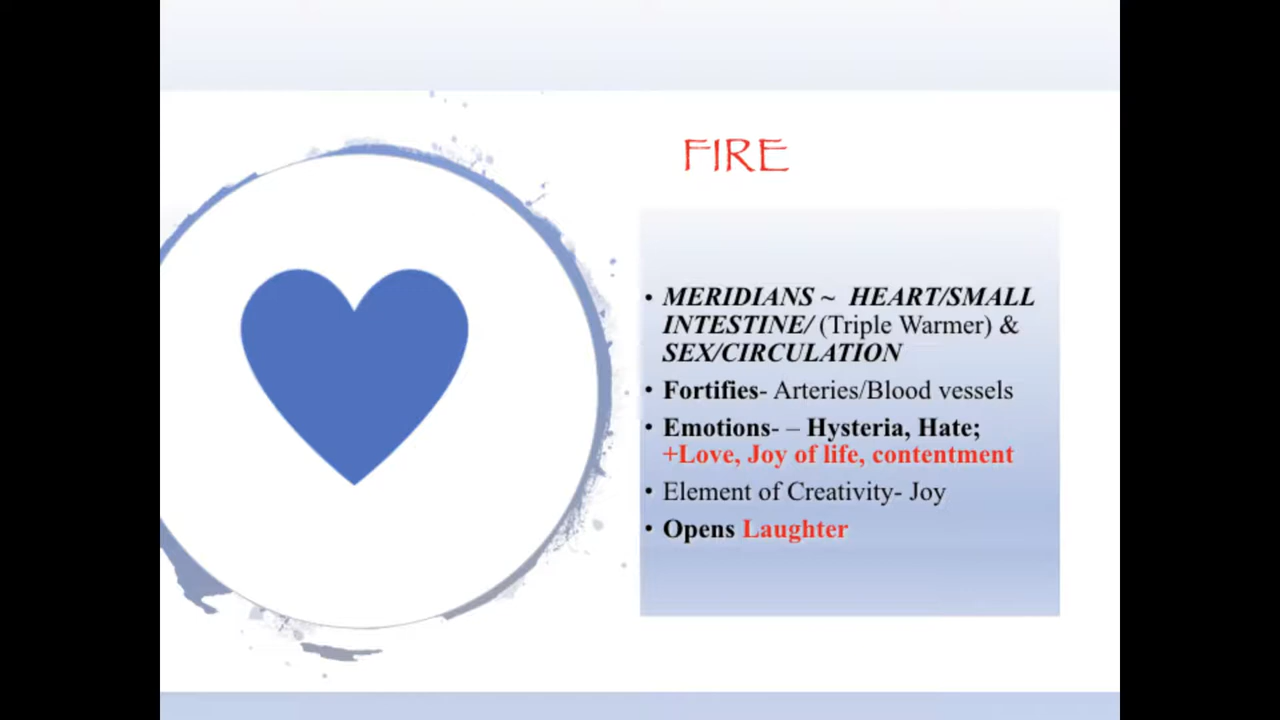 FIRE
• MERIDIANS ~ HEART/SMALL
INTESTINE/ (Triple Warmer) &
SEX/CIRCULATION
• Fortifies- Arteries/Blood vessels
• Emotions- – Hysteria, Hate;
+Love, Joy of life, contentment
• Element of Creativity- Joy
• Opens Laughter